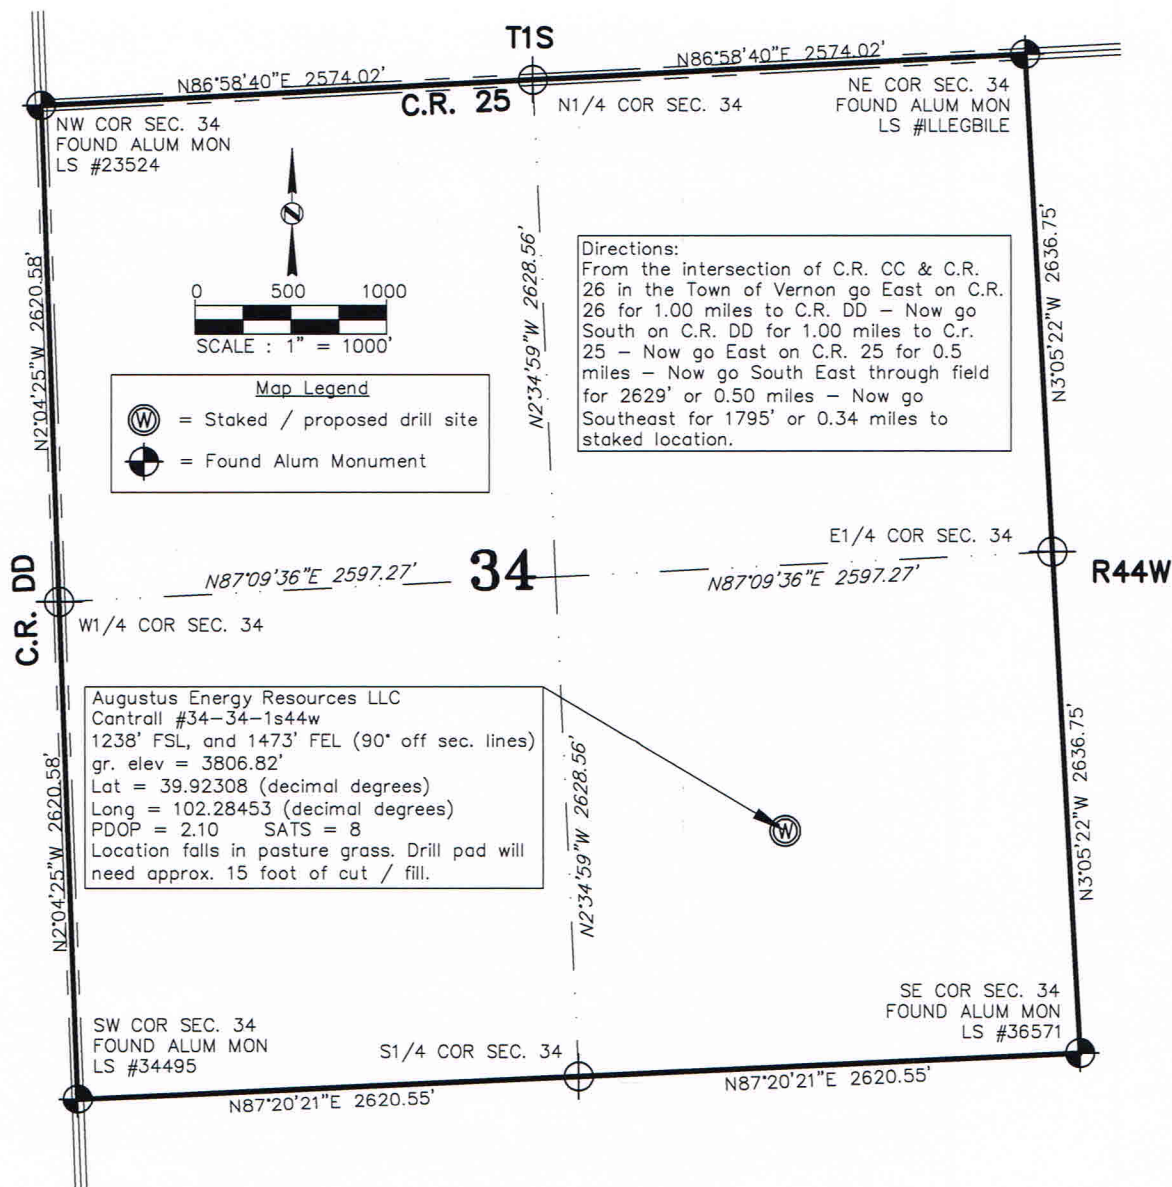 T1S
N86°58'40"E 2574.02'
N86°58'40"E 2574.02'
C.R. 25
N1/4 COR SEC. 34
NE COR SEC. 34
FOUND ALUM MON
LS #ILLEGBILE
NW COR SEC. 34
FOUND ALUM MON
LS #23524
N
0 500 1000
SCALE : 1" = 1000'
Map Legend
W = Staked / proposed drill site
= Found Alum Monument
N2°04'25"W 2620.58'
N2°34'59"W 2628.56'
N3°05'22"W 2636.75'
Directions:
From the intersection of C.R. CC & C.R.
26 in the Town of Vernon go East on C.R.
26 for 1.00 miles to C.R. DD – Now go
South on C.R. DD for 1.00 miles to C.r.
25 – Now go East on C.R. 25 for 0.5
miles – Now go South East through field
for 2629' or 0.50 miles – Now go
Southeast for 1795' or 0.34 miles to
staked location.
E1/4 COR SEC. 34
N87°09'36"E 2597.27'
34
N87°09'36"E 2597.27'
R44W
C.R. DD
W1/4 COR SEC. 34
Augustus Energy Resources LLC
Cantrall #34-34-1s44w
1238' FSL, and 1473' FEL (90° off sec. lines)
gr. elev = 3806.82'
Lat = 39.92308 (decimal degrees)
Long = 102.28453 (decimal degrees)
PDOP = 2.10 SATS = 8
Location falls in pasture grass. Drill pad will
need approx. 15 foot of cut / fill.
W
N2°04'25"W 2620.58'
N2°34'59"W 2628.56'
N3°05'22"W 2636.75'
SW COR SEC. 34
FOUND ALUM MON
LS #34495
S1/4 COR SEC. 34
SE COR SEC. 34
FOUND ALUM MON
LS #36571
N87°20'21"E 2620.55'
N87°20'21"E 2620.55'